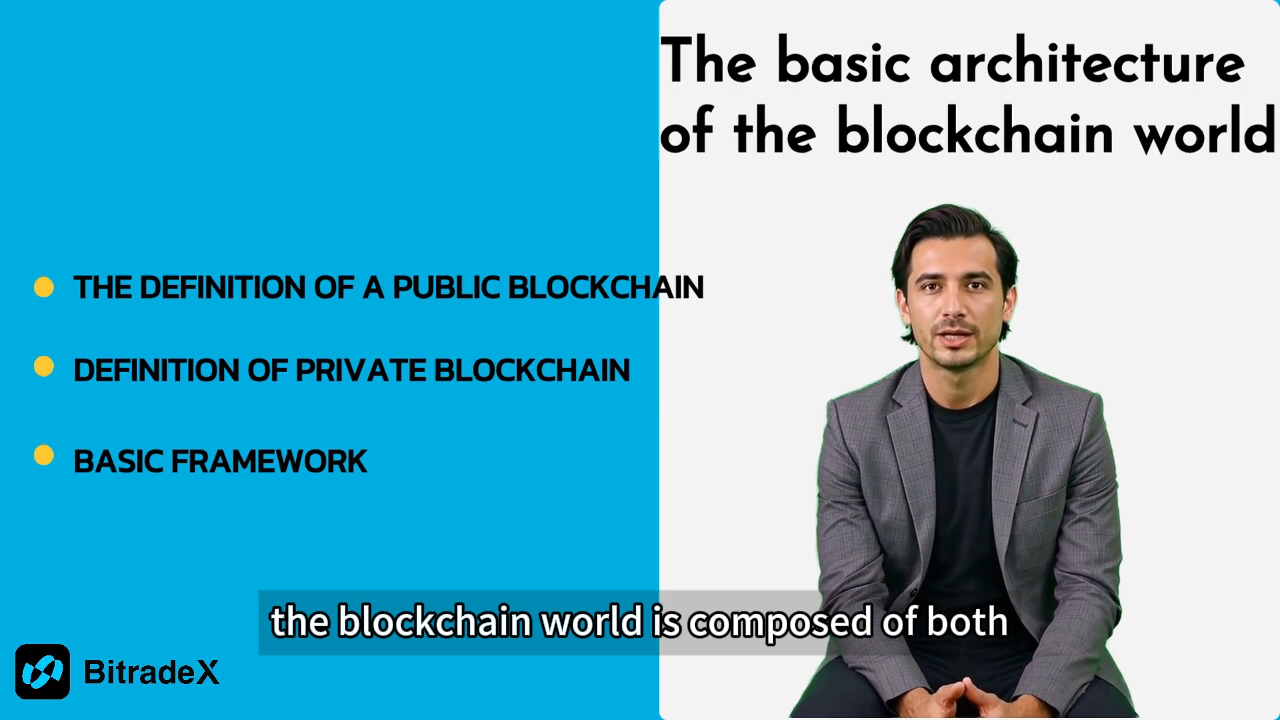 The basic architecture
of the blockchain world
THE DEFINITION OF A PUBLIC BLOCKCHAIN
DEFINITION OF PRIVATE BLOCKCHAIN
BASIC FRAMEWORK
the blockchain world is composed of both
BitradeX